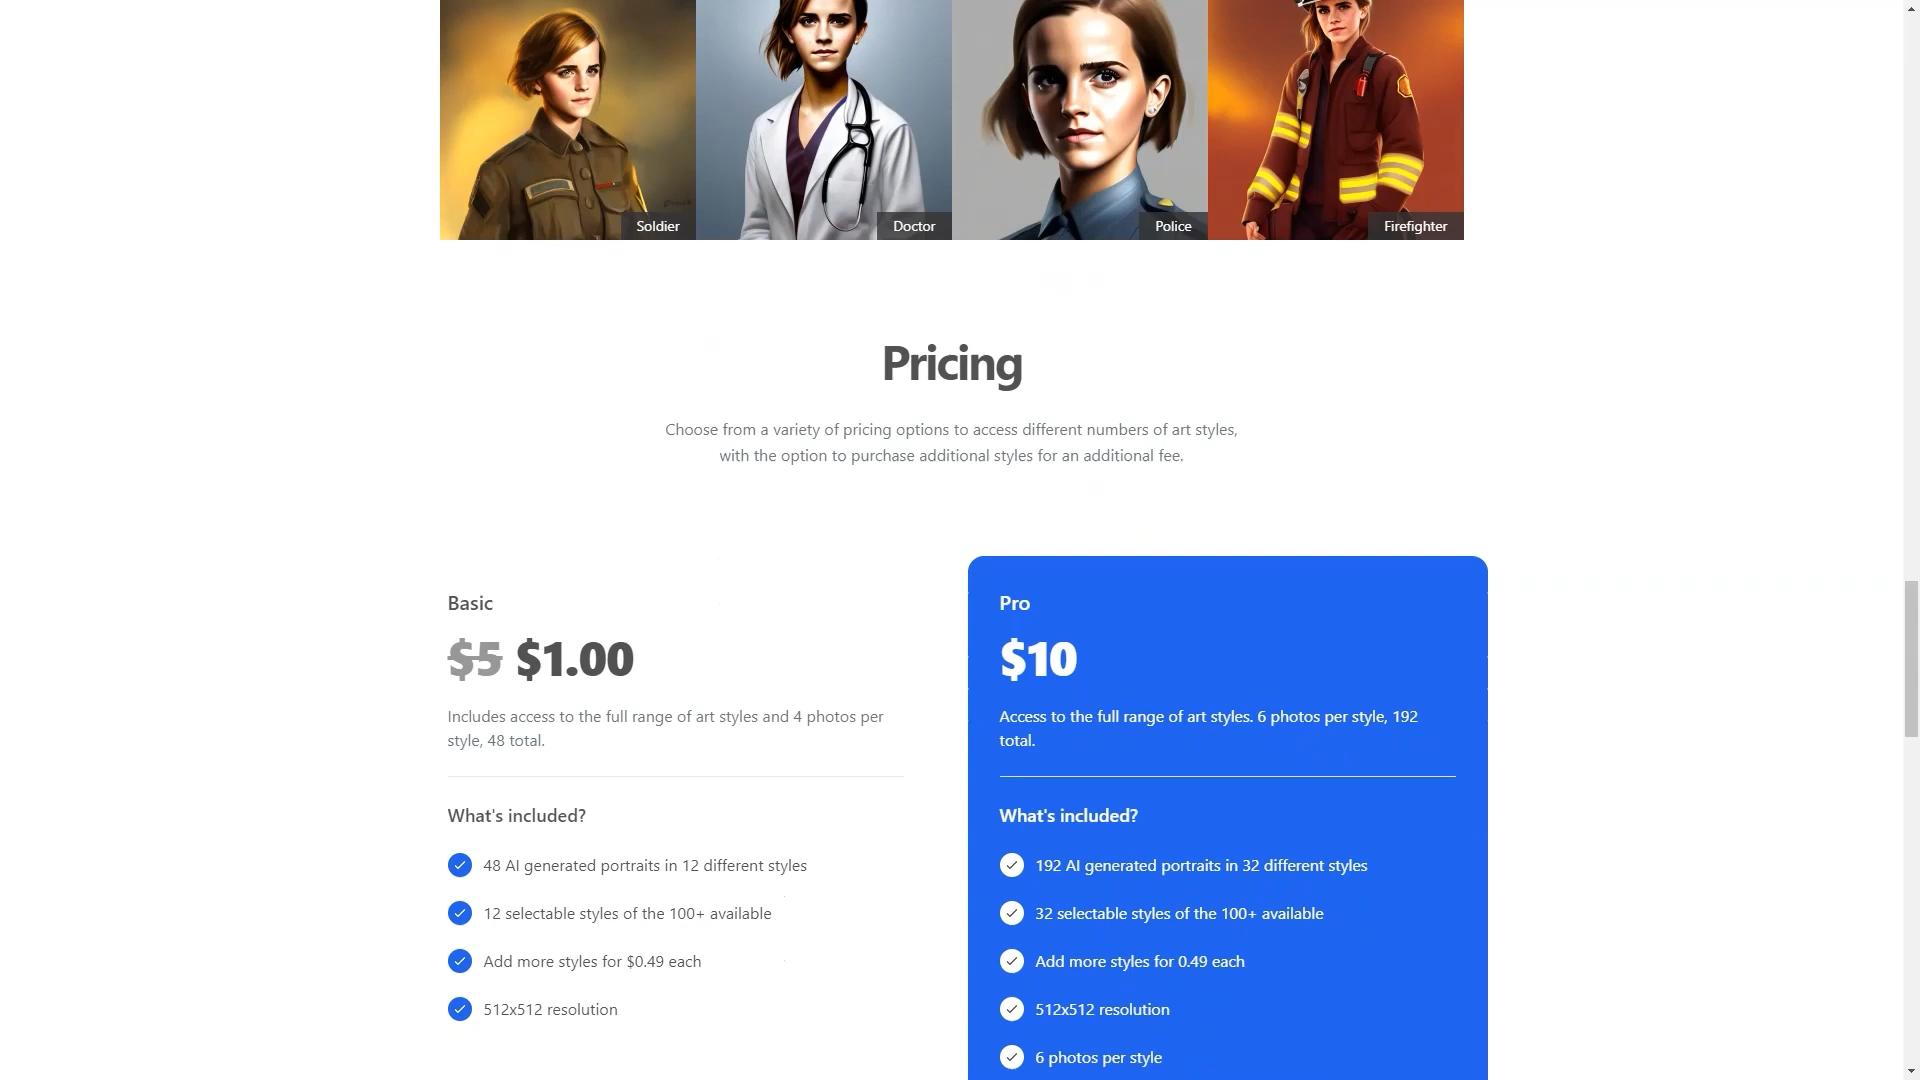 Soldier
Doctor
Police
Firefighter
Pricing
Choose from a variety of pricing options to access different numbers of art styles,
with the option to purchase additional styles for an additional fee.
Basic
$5 $1.00
Includes access to the full range of art styles and 4 photos per
style, 48 total.
What's included?
48 AI generated portraits in 12 different styles
12 selectable styles of the 100+ available
Add more styles for $0.49 each
512x512 resolution
Pro
$10
Access to the full range of art styles. 6 photos per style, 192
total.
What's included?
192 AI generated portraits in 32 different styles
32 selectable styles of the 100+ available
Add more styles for 0.49 each
512x512 resolution
6 photos per style